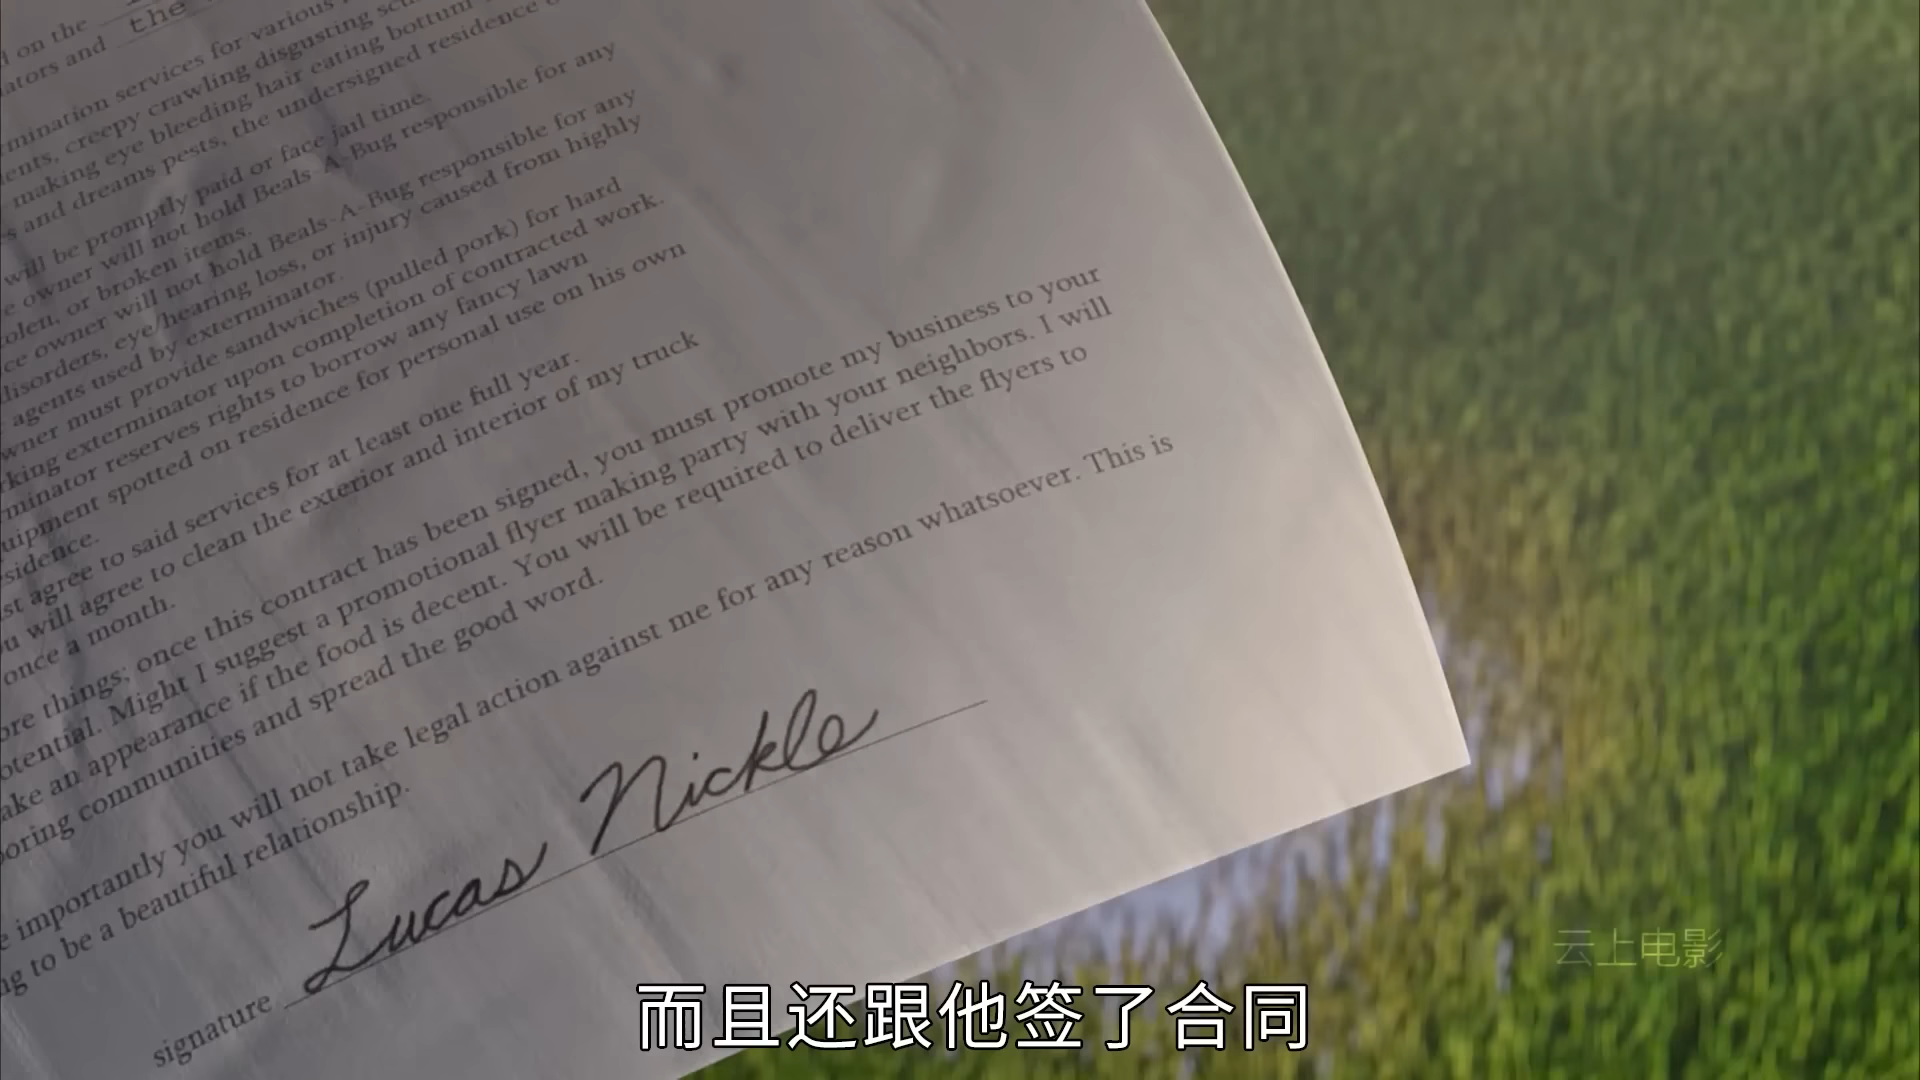 d on the
ators and the
rmination services for various
ents, creepy crawling disgusting
making eye bleeding hair eating
s and dreams pests, the undersigned residence
will be promptly paid or face jail time.
e owner will not hold Beals-A-Bug responsible for any
olen, or broken items.
ce owner will not hold Beals-A-Bug responsible for any
disorders, eye/hearing loss, or injury caused from highly
agents used by exterminator.
wner must provide sandwiches (pulled pork) for hard
rking exterminator upon completion of contracted work.
rminator reserves rights to borrow any fancy lawn
uipment spotted on residence for personal use on his own
sidence.
st agree to said services for at least one full year.
ou will agree to clean the exterior and interior of my truck
once a month.
ore things; once this contract has been signed, you must promote my business to your
otential. Might I suggest a promotional flyer making party with your neighbors. I will
ake an appearance if the food is decent. You will be required to deliver the flyers to
oring communities and spread the good word.
e importantly you will not take legal action against me for any reason whatsoever. This is
ng to be a beautiful relationship.
signature Lucas Nickle
云上电影
而且还跟他签了合同